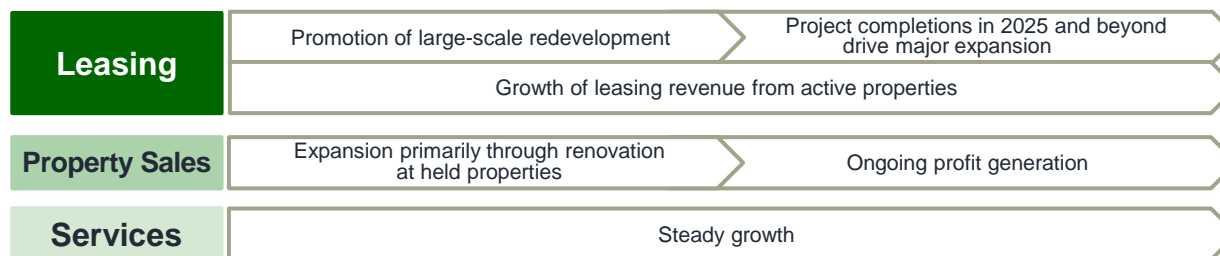 Leasing
Promotion of large-scale redevelopment
Project completions in 2025 and beyond
drive major expansion
Growth of leasing revenue from active properties
Property Sales
Expansion primarily through renovation
at held properties
Ongoing profit generation
Services
Steady growth